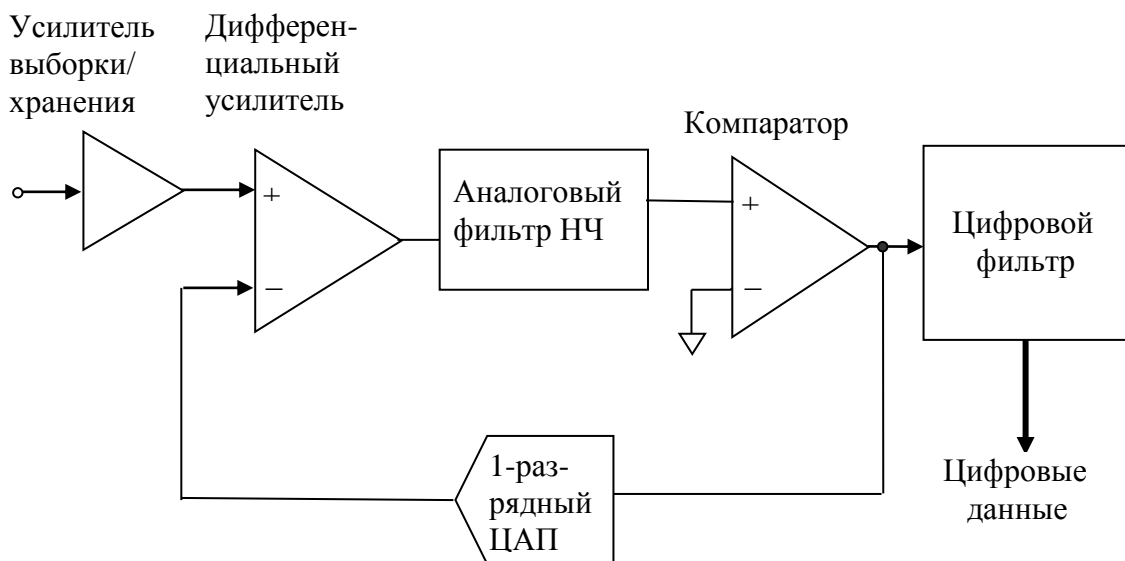 Усилитель
выборки/
хранения
Дифферен-
циальный
усилитель
Компаратор
+
−
Аналоговый
фильтр НЧ
+
−
Цифровой
фильтр
1-раз-
рядный
ЦАП
Цифровые
данные